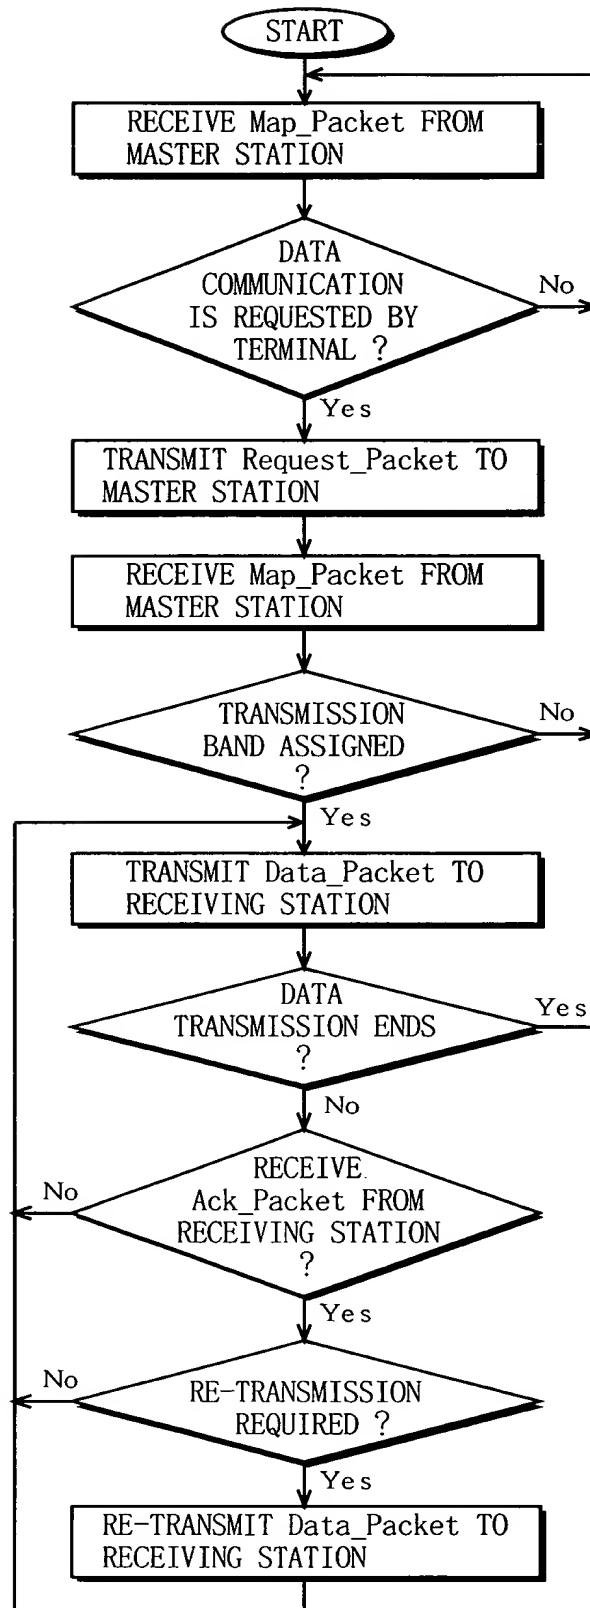 START
RECEIVE Map_Packet FROM
MASTER STATION
DATA
COMMUNICATION
IS REQUESTED BY
TERMINAL ?
No
Yes
TRANSMIT Request_Packet TO
MASTER STATION
RECEIVE Map_Packet FROM
MASTER STATION
TRANSMISSION
BAND ASSIGNED
?
No
Yes
TRANSMIT Data_Packet TO
RECEIVING STATION
DATA
TRANSMISSION ENDS
?
Yes
No
RECEIVE
Ack_Packet FROM
RECEIVING STATION
?
No
Yes
RE-TRANSMISSION
REQUIRED ?
No
Yes
RE-TRANSMIT Data_Packet TO
RECEIVING STATION